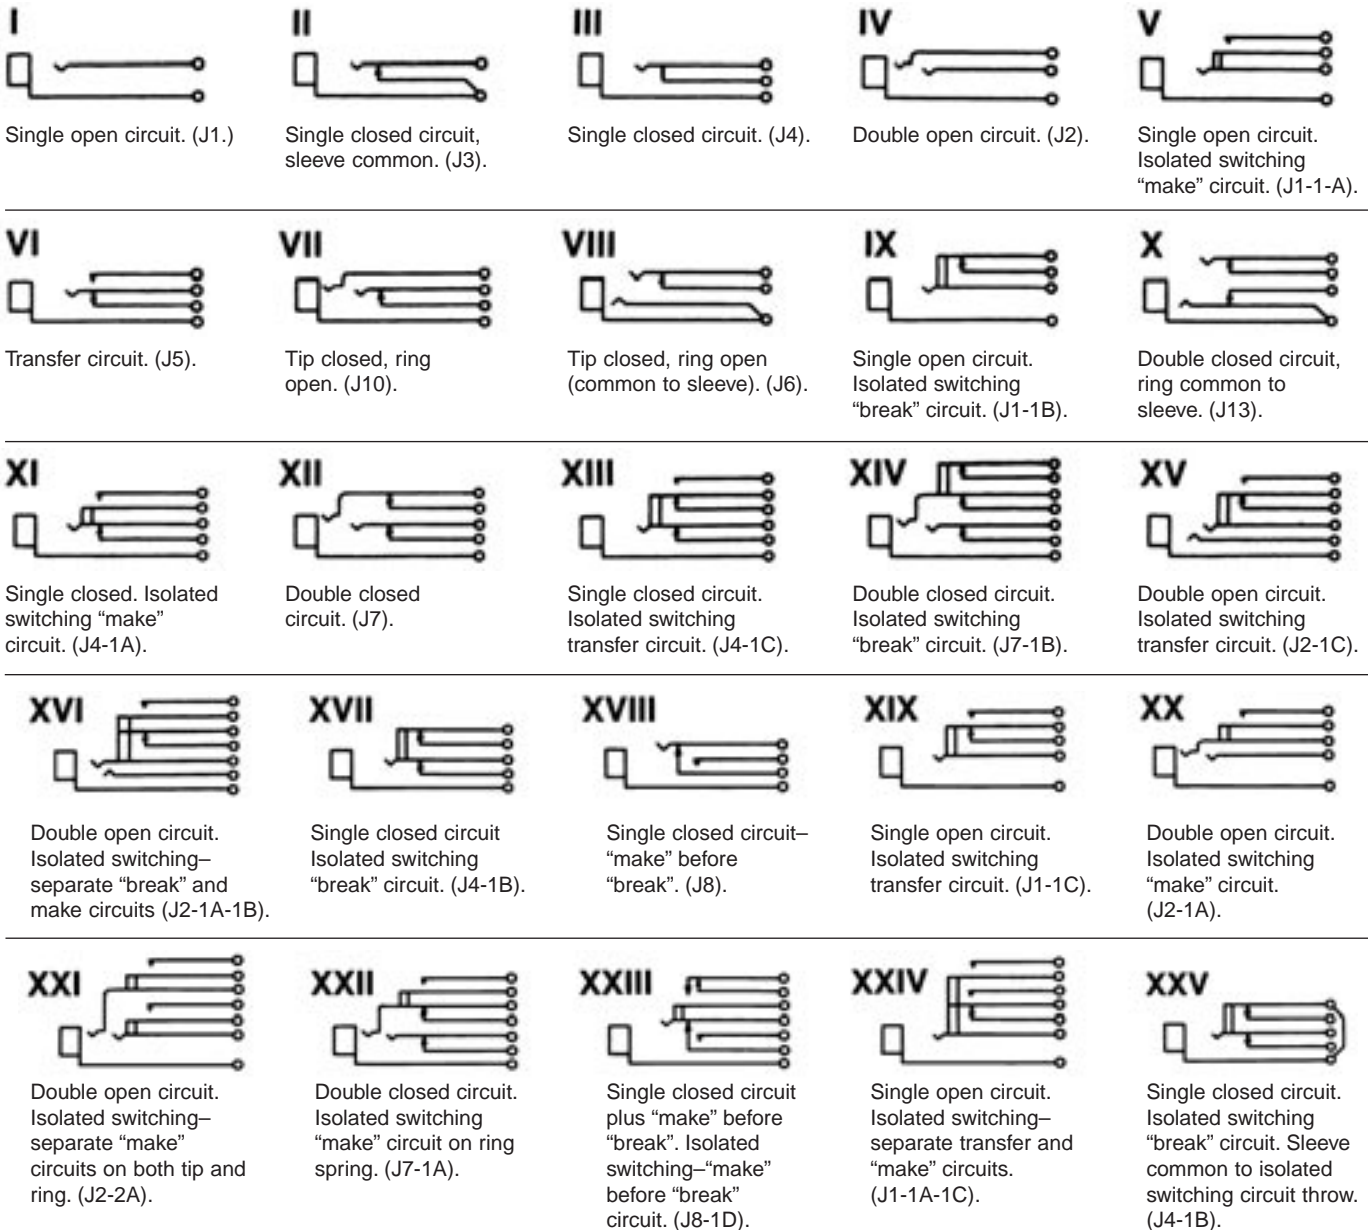 I
Single open circuit. (J1.)
II
Single closed circuit,
sleeve common. (J3).
III
Single closed circuit. (J4).
IV
Double open circuit. (J2).
V
Single open circuit.
Isolated switching
“make” circuit. (J1-1-A).
VI
Transfer circuit. (J5).
VII
Tip closed, ring
open. (J10).
VIII
Tip closed, ring open
(common to sleeve). (J6).
IX
Single open circuit.
Isolated switching
“break” circuit. (J1-1B).
X
Double closed circuit,
ring common to
sleeve. (J13).
XI
Single closed. Isolated
switching “make”
circuit. (J4-1A).
XII
Double closed
circuit. (J7).
XIII
Single closed circuit.
Isolated switching
transfer circuit. (J4-1C).
XIV
Double closed circuit.
Isolated switching
“break” circuit. (J7-1B).
XV
Double open circuit.
Isolated switching
transfer circuit. (J2-1C).
XVI
Double open circuit.
Isolated switching–
separate “break” and
make circuits (J2-1A-1B).
XVII
Single closed circuit
Isolated switching
“break” circuit. (J4-1B).
XVIII
Single closed circuit–
“make” before
“break”. (J8).
XIX
Single open circuit.
Isolated switching
transfer circuit. (J1-1C).
XX
Double open circuit.
Isolated switching
“make” circuit.
(J2-1A).
XXI
Double open circuit.
Isolated switching–
separate “make”
circuits on both tip and
ring. (J2-2A).
XXII
Double closed circuit.
Isolated switching
“make” circuit on ring
spring. (J7-1A).
XXIII
Single closed circuit
plus “make” before
“break”. Isolated
switching–“make”
before “break”
circuit. (J8-1D).
XXIV
Single open circuit.
Isolated switching–
separate transfer and
“make” circuits.
(J1-1A-1C).
XXV
Single closed circuit.
Isolated switching
“break” circuit. Sleeve
common to isolated
switching circuit throw.
(J4-1B).